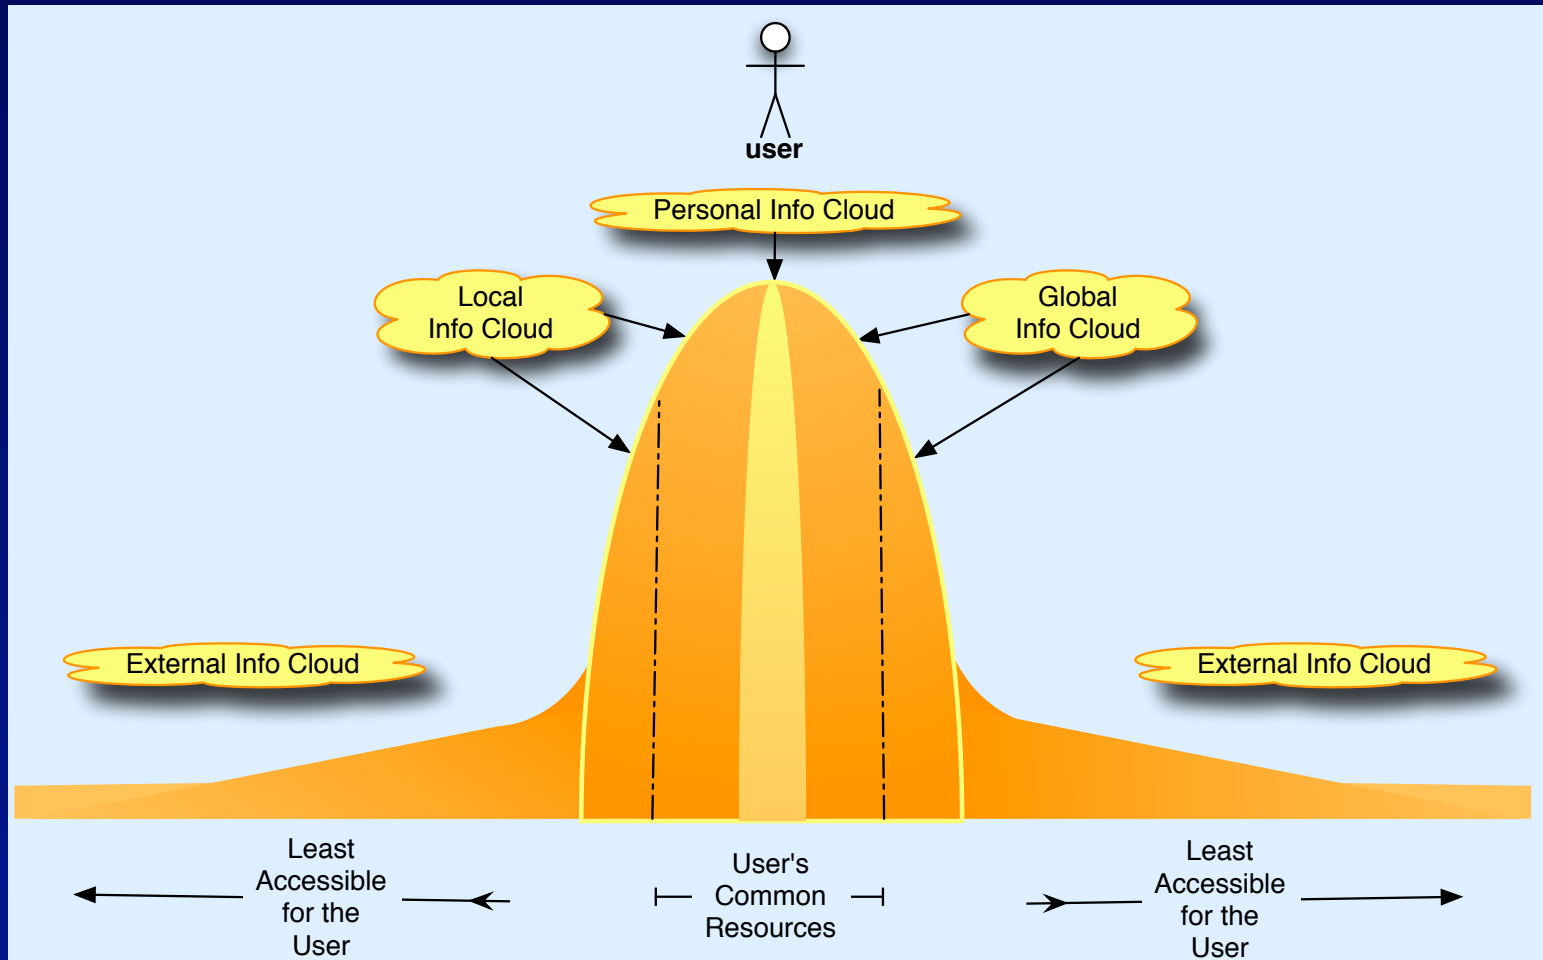 user
Personal Info Cloud
Local
Info Cloud
Global
Info Cloud
External Info Cloud
External Info Cloud
Least
Accessible
for the
User
User's
Common
Resources
Least
Accessible
for the
User